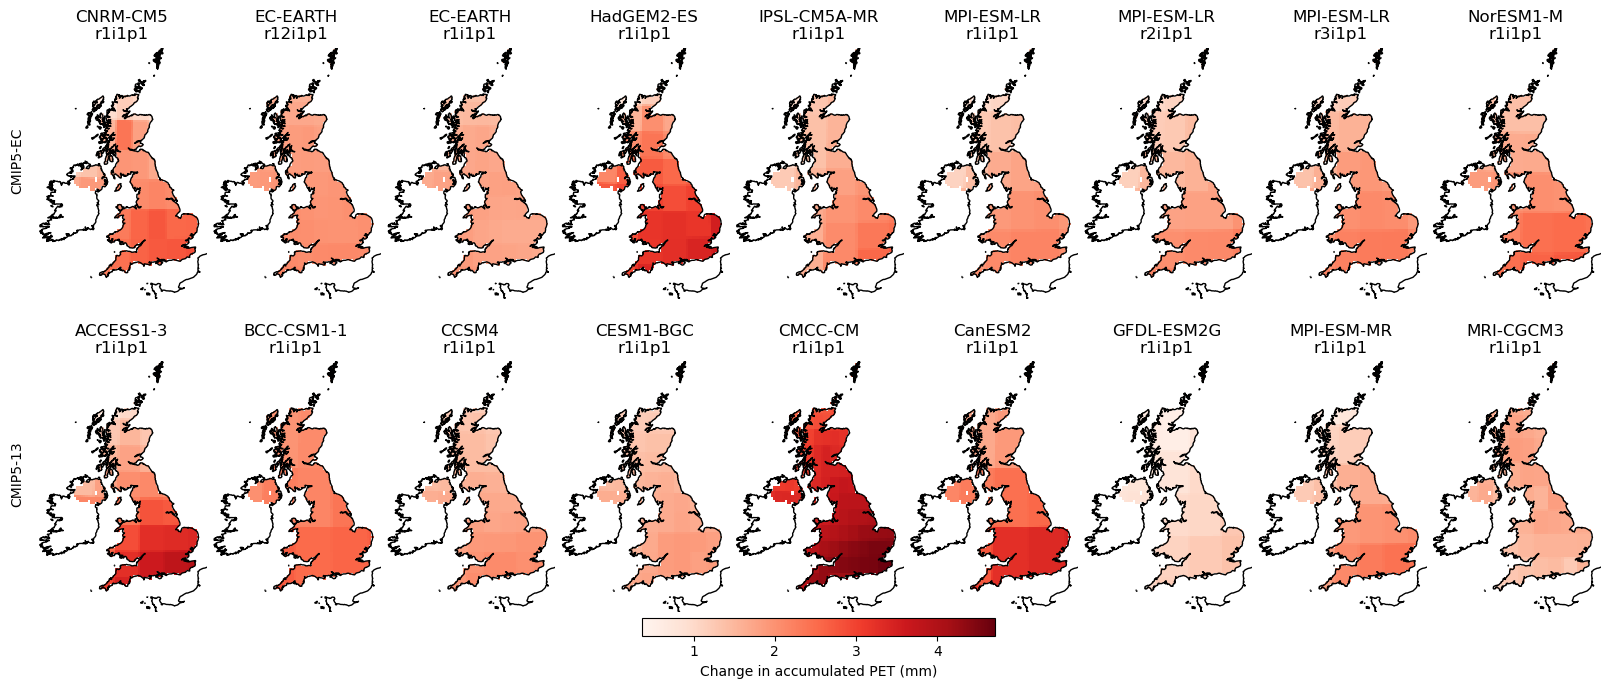 CNRM-CM5 EC-EARTH EC-EARTH HadGEM2-ES IPSL-CM5A-MR MPI-ESM-LR MPI-ESM-LR MPI-ESM-LR NorESM1-M
r1i1p1 r12i1p1 r1i1p1 r1i1p1 r1i1p1 r1i1p1 r2i1p1 r3i1p1 r1i1p1
CMIP5-EC
ACCESS1-3 BCC-CSM1-1 CCSM4 CESM1-BGC CMCC-CM CanESM2 GFDL-ESM2G MPI-ESM-MR MRI-CGCM3
r1i1p1 r1i1p1 r1i1p1 r1i1p1 r1i1p1 r1i1p1 r1i1p1 r1i1p1 r1i1p1
CMIP5-13
1 2 3 4
Change in accumulated PET (mm)